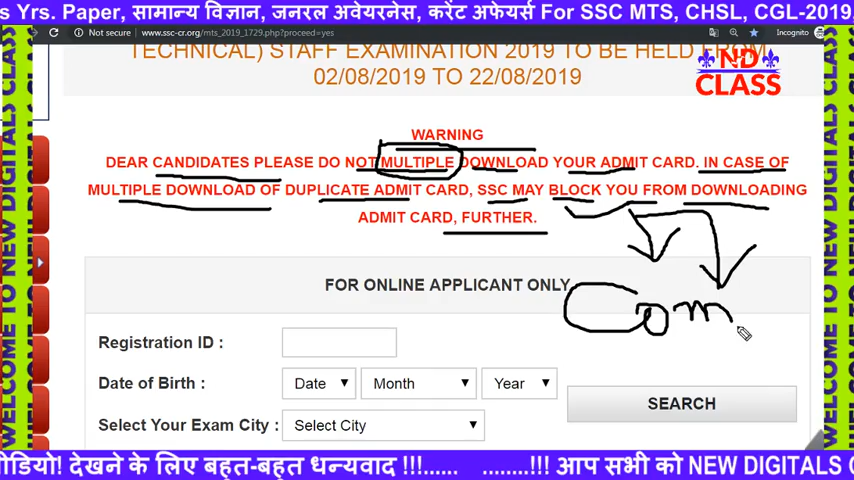 s Yrs. Paper, सामान्य विज्ञान, जनरल अवेयरनेस, करेंट अफेयर्स For SSC MTS, CHSL, CGL-2019.
Not secure www.ssc-cr.org/mts_2019_1729.php?proceed=yes Incognito
TECHNICAL) STAFF EXAMINATION 2019 TO BE HELD FROM
02/08/2019 TO 22/08/2019
ND
CLASS
WARNING
DEAR CANDIDATES PLEASE DO NOT MULTIPLE DOWNLOAD YOUR ADMIT CARD. IN CASE OF
MULTIPLE DOWNLOAD OF DUPLICATE ADMIT CARD, SSC MAY BLOCK YOU FROM DOWNLOADING
ADMIT CARD, FURTHER.
FOR ONLINE APPLICANT ONLY
Com
Registration ID :
Date of Birth : Date Month Year
SEARCH
Select Your Exam City : Select City
WELCOME TO NEW DIGITALS CLASS
WELCOME TO NEW DIGITALS CLASS
ीडियो! देखने के लिए बहुत-बहुत धन्यवाद !!!...... ........!!! आप सभी को NEW DIGITALS C